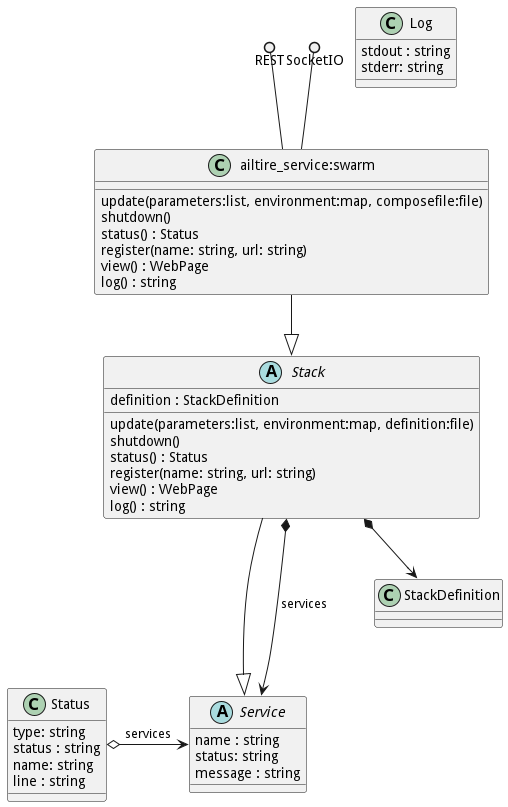 C Log
stdout : string
stderr: string
REST
SocketIO
C ailtire_service:swarm
update(parameters:list, environment:map, composefile:file)
shutdown()
status() : Status
register(name: string, url: string)
view() : WebPage
log() : string
A Stack
definition : StackDefinition
update(parameters:list, environment:map, definition:file)
shutdown()
status() : Status
register(name: string, url: string)
view() : WebPage
log() : string
C StackDefinition
services
C Status
type: string
status : string
name: string
line : string
services
A Service
name : string
status: string
message : string